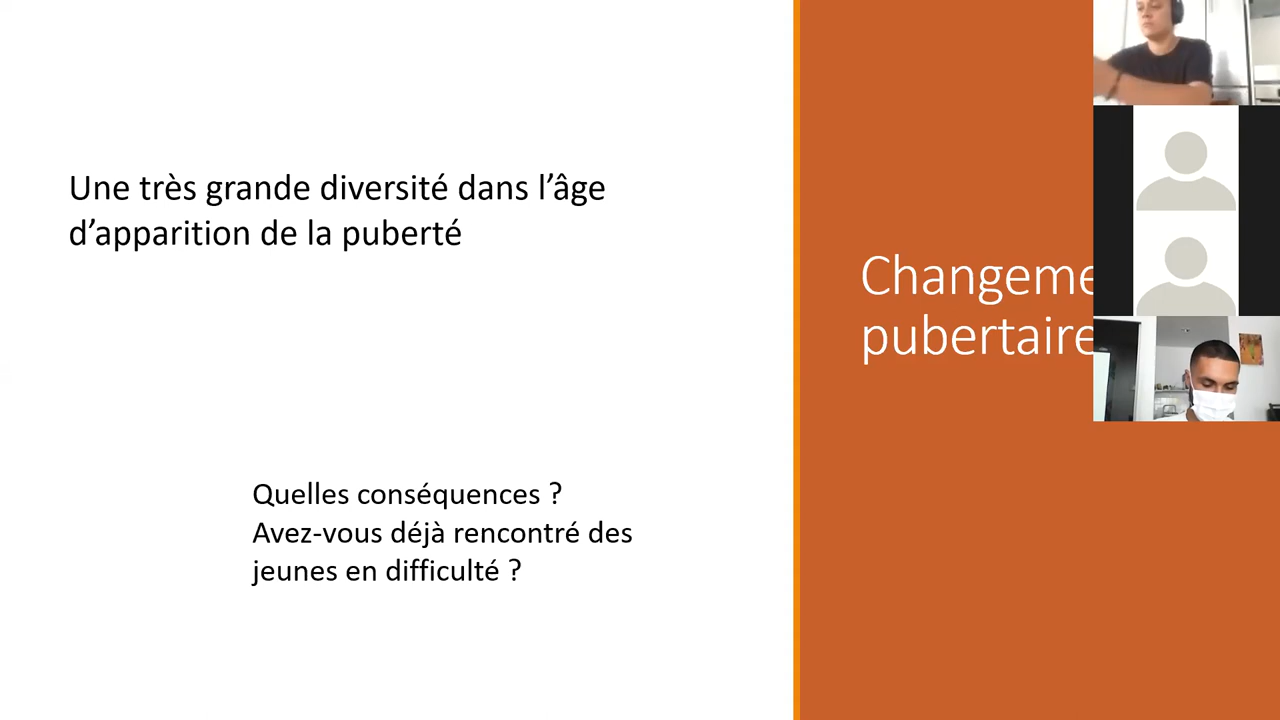 Une très grande diversité dans l’âge
d’apparition de la puberté
Quelles conséquences ?
Avez-vous déjà rencontré des
jeunes en difficulté ?
Changeme
pubertaire